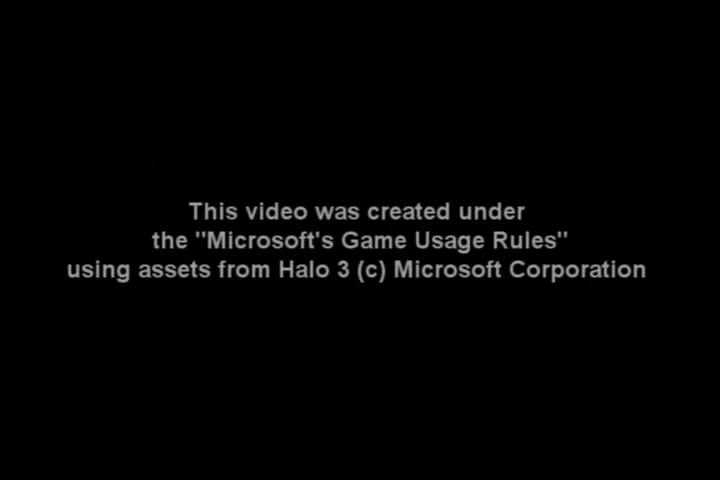 This video was created under
the "Microsoft's Game Usage Rules"
using assets from Halo 3 (c) Microsoft Corporation